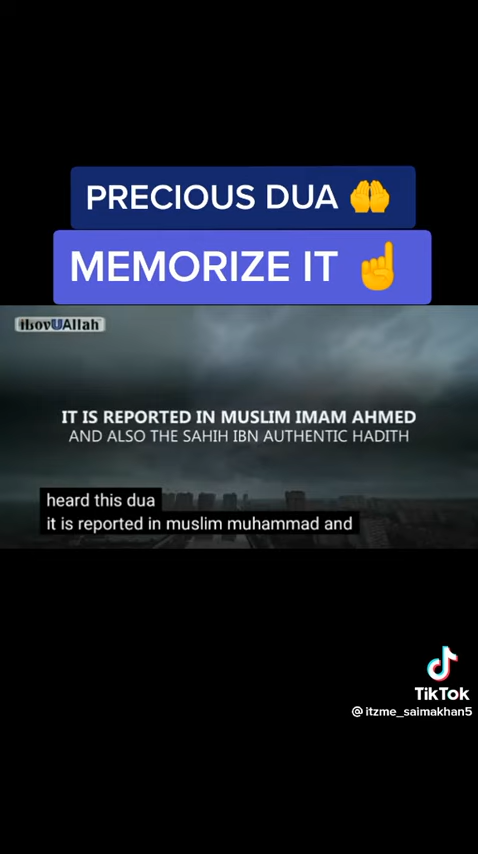 PRECIOUS DUA 🤲
MEMORIZE IT ☝️
ilsovUAllah
IT IS REPORTED IN MUSLIM IMAM AHMED
AND ALSO THE SAHIH IBN AUTHENTIC HADITH
heard this dua
it is reported in muslim muhammad and
TikTok
@itzme_saimakhan5